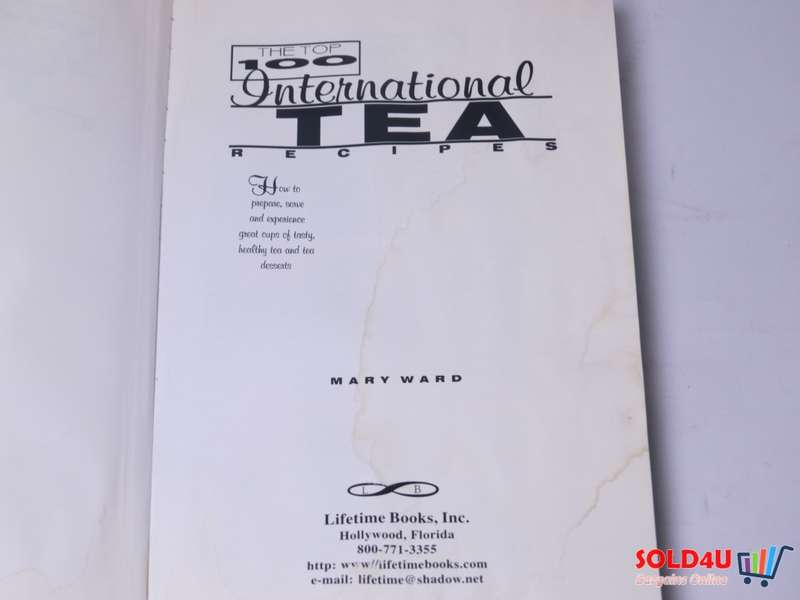 THE TOP
100
International
TEA
RECIPES
How to
prepare, serve
and experience
great cups of tasty,
healthy tea and tea
desserts
MARY WARD
L B
Lifetime Books, Inc.
Hollywood, Florida
800-771-3355
http: www//lifetimebooks.com
e-mail: lifetime@shadow.net
SOLD4U
Bargains Online